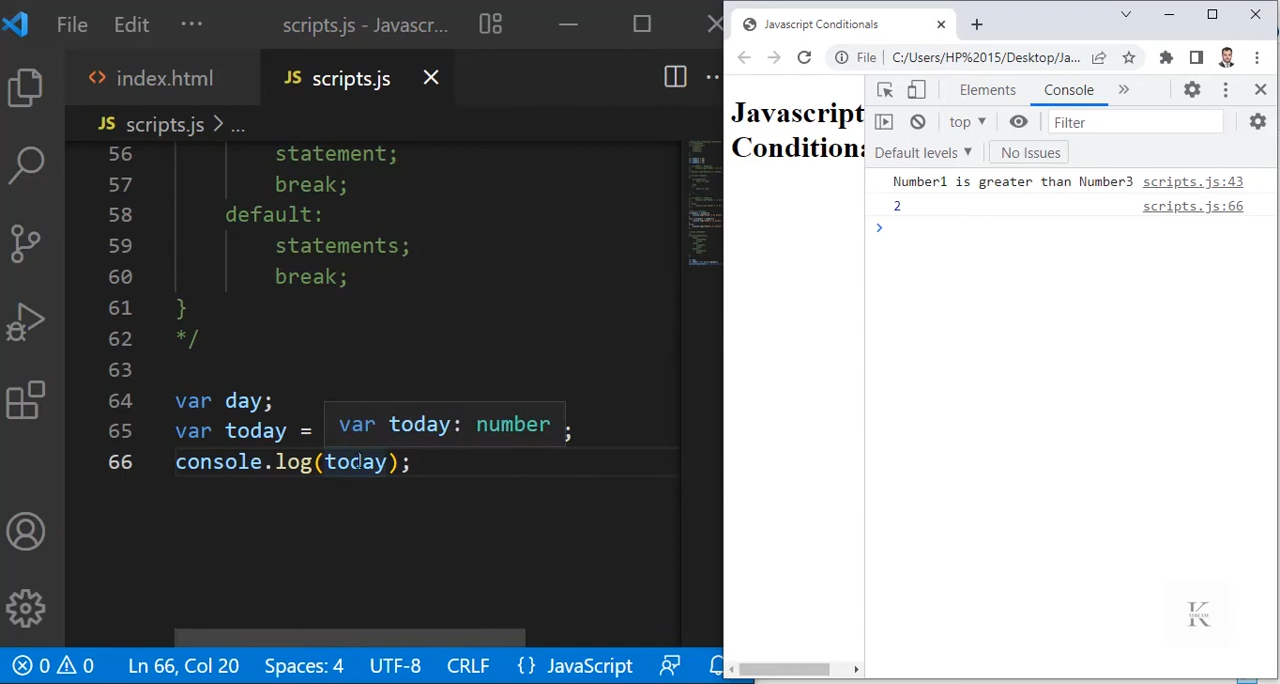 File Edit ··· scripts.js - Javascr...
index.html JS scripts.js
JS scripts.js > ...
56 statement;
57 break;
58 default:
59 statements;
60 break;
61 }
62 */
63
64 var day;
65 var today = ;
var today: number
66 console.log(today);
0 0 Ln 66, Col 20 Spaces: 4 UTF-8 CRLF {} JavaScript
Javascript Conditionals
File C:/Users/HP%2015/Desktop/Ja...
Javascript
Conditiona
Elements Console »
top Filter
Default levels No Issues
Number1 is greater than Number3 scripts.js:43
2 scripts.js:66
>
K